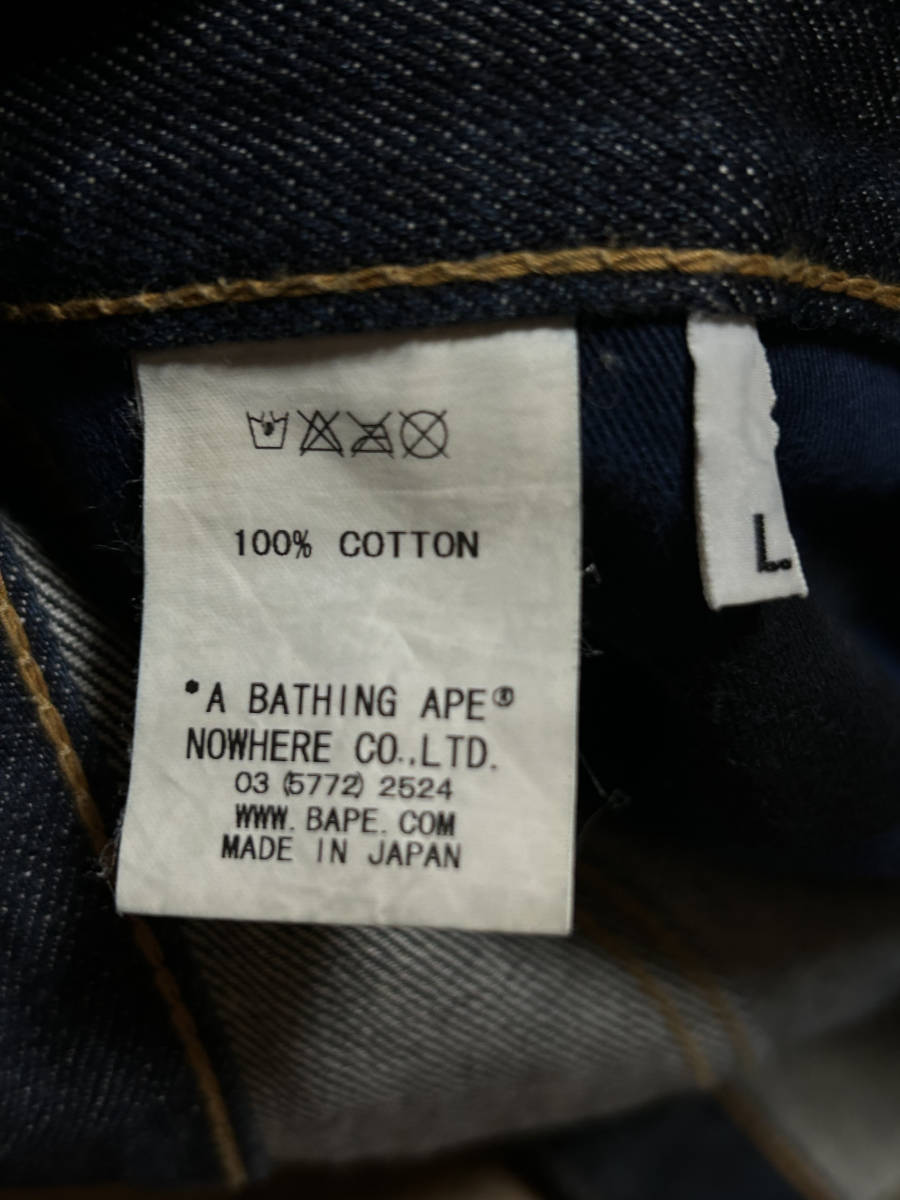 100% COTTON
*A BATHING APE®
NOWHERE CO.,LTD.
03 (5772) 2524
WWW. BAPE. COM
MADE IN JAPAN
L